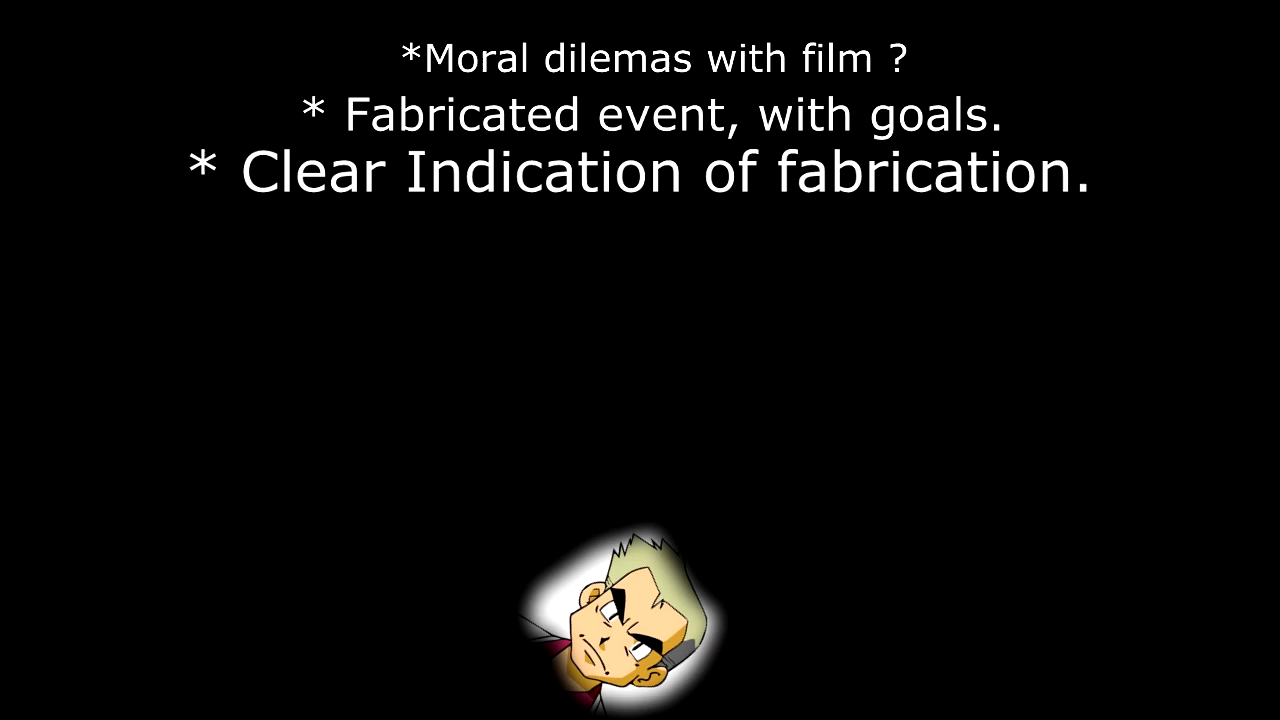 *Moral dilemas with film ?
* Fabricated event, with goals.
* Clear Indication of fabrication.